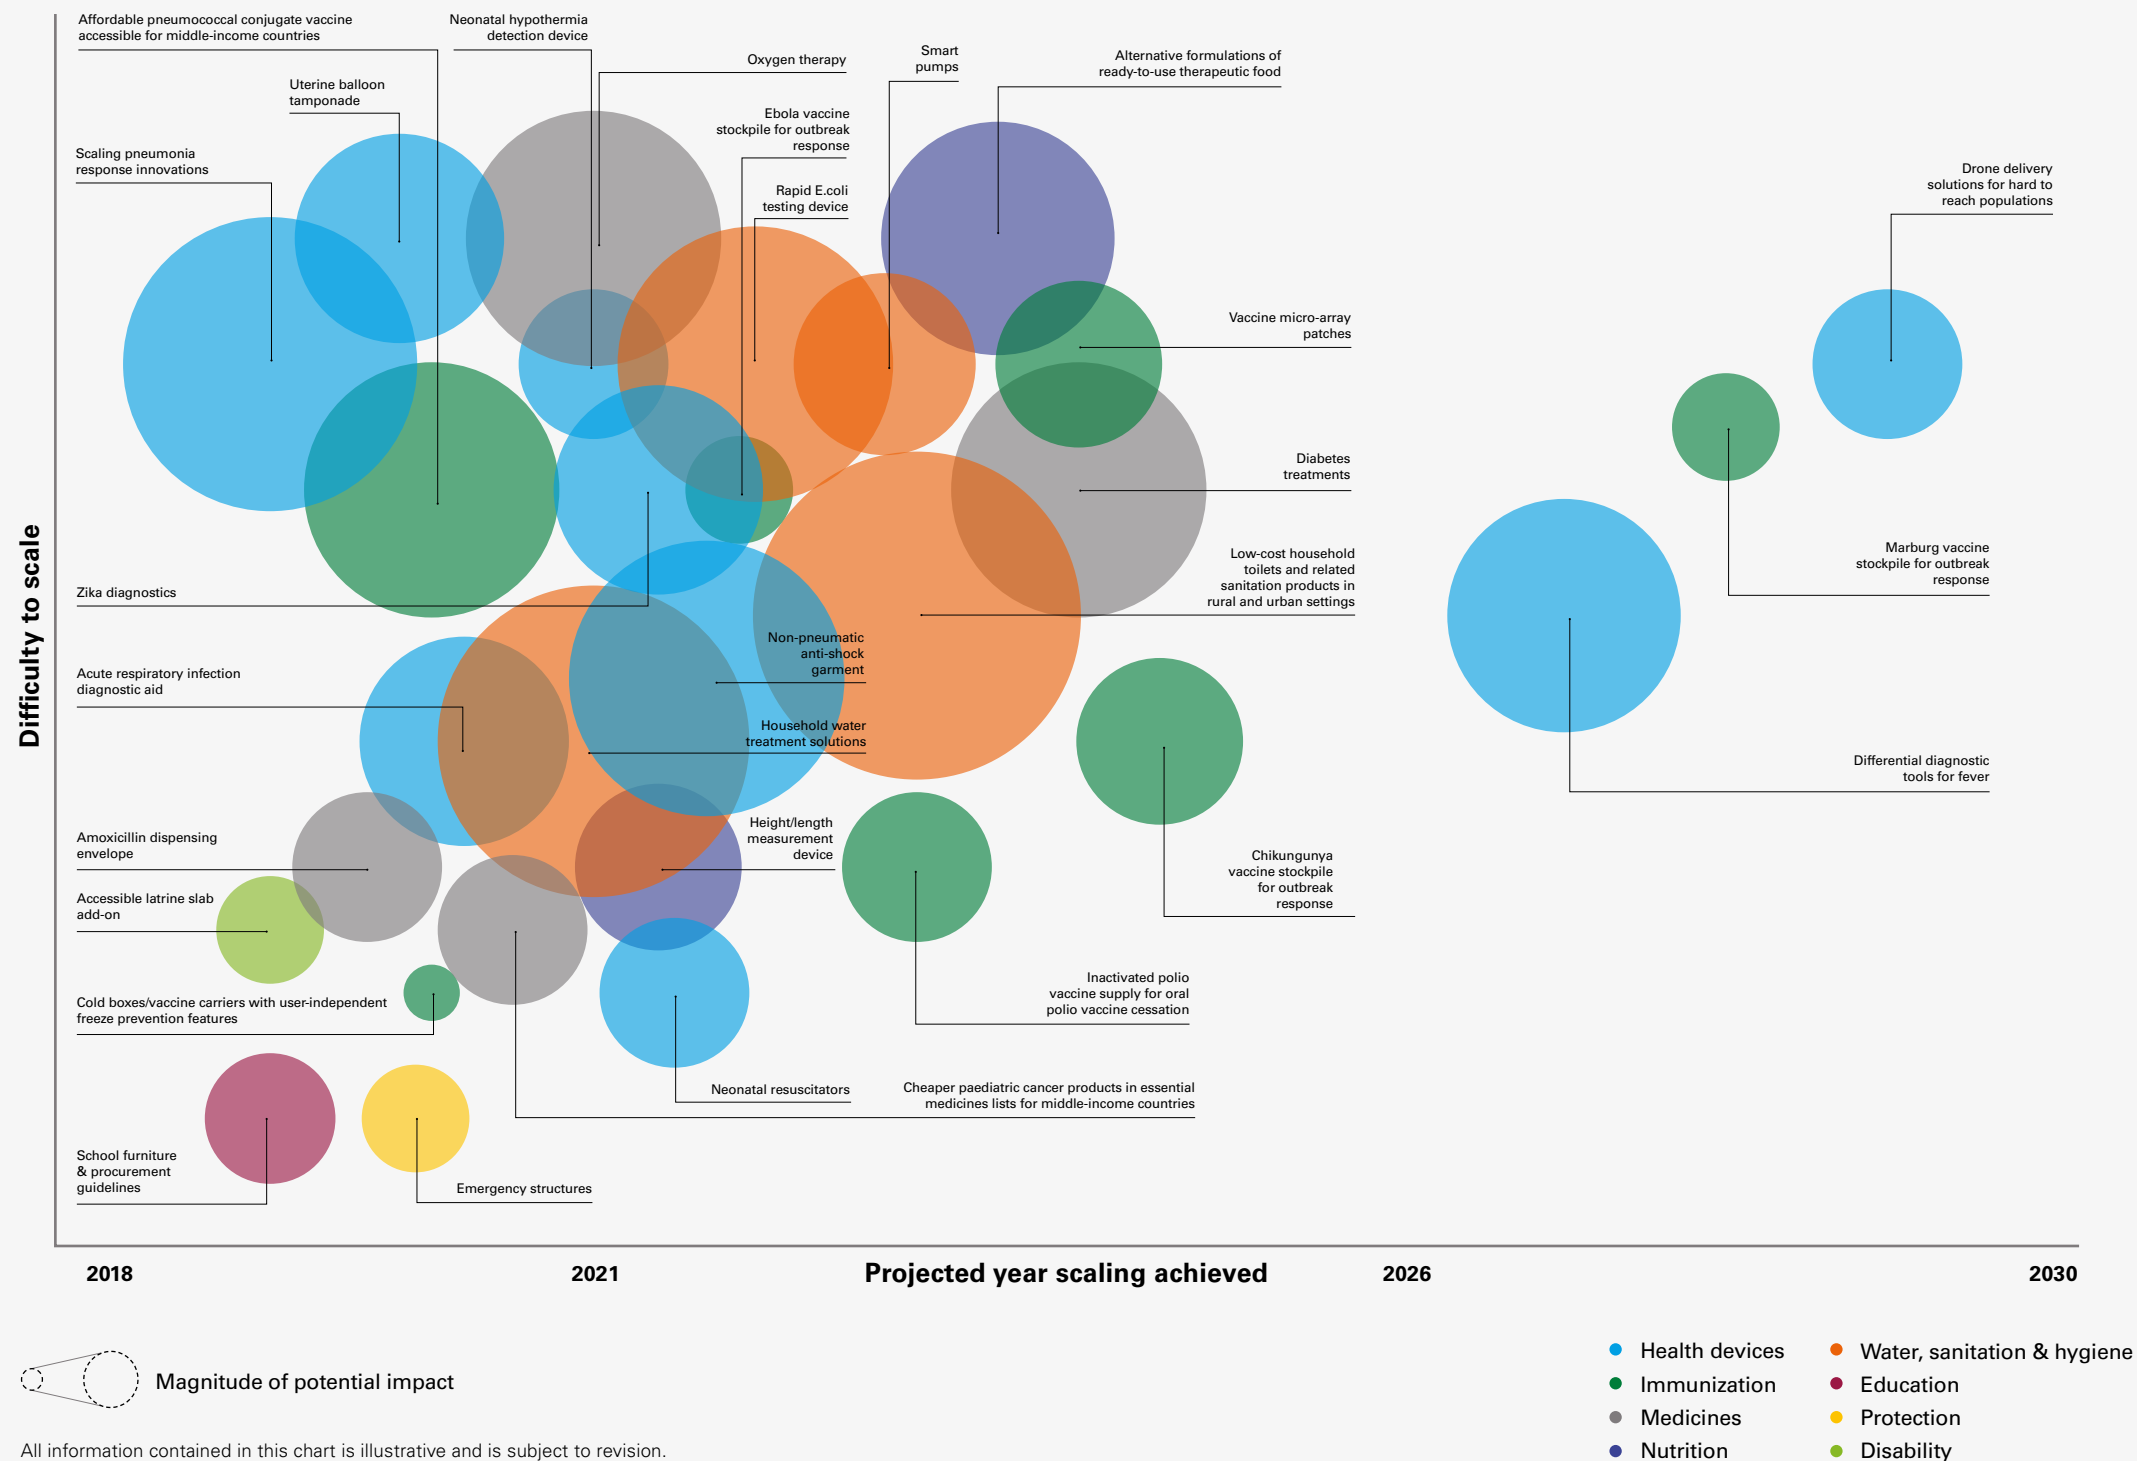 Affordable pneumococcal conjugate vaccine
accessible for middle-income countries
Neonatal hypothermia
detection device
Oxygen therapy
Smart
pumps
Alternative formulations of
ready-to-use therapeutic food
Uterine balloon
tamponade
Ebola vaccine
stockpile for outbreak
response
Scaling pneumonia
response innovations
Rapid E.coli
testing device
Drone delivery
solutions for hard to
reach populations
Vaccine micro-array
patches
Diabetes
treatments
Low-cost household
toilets and related
sanitation products in
rural and urban settings
Marburg vaccine
stockpile for outbreak
response
Zika diagnostics
Non-pneumatic
anti-shock
garment
Acute respiratory infection
diagnostic aid
Household water
treatment solutions
Differential diagnostic
tools for fever
Amoxicillin dispensing
envelope
Height/length
measurement
device
Chikungunya
vaccine stockpile
for outbreak
response
Accessible latrine slab
add-on
Inactivated polio
vaccine supply for oral
polio vaccine cessation
Cold boxes/vaccine carriers with user-independent
freeze prevention features
Neonatal resuscitators
Cheaper paediatric cancer products in essential
medicines lists for middle-income countries
School furniture
& procurement
guidelines
Emergency structures
Difficulty to scale
2018
2021
Projected year scaling achieved
2026
2030
Magnitude of potential impact
Health devices
Immunization
Medicines
Nutrition
Water, sanitation & hygiene
Education
Protection
Disability
All information contained in this chart is illustrative and is subject to revision.